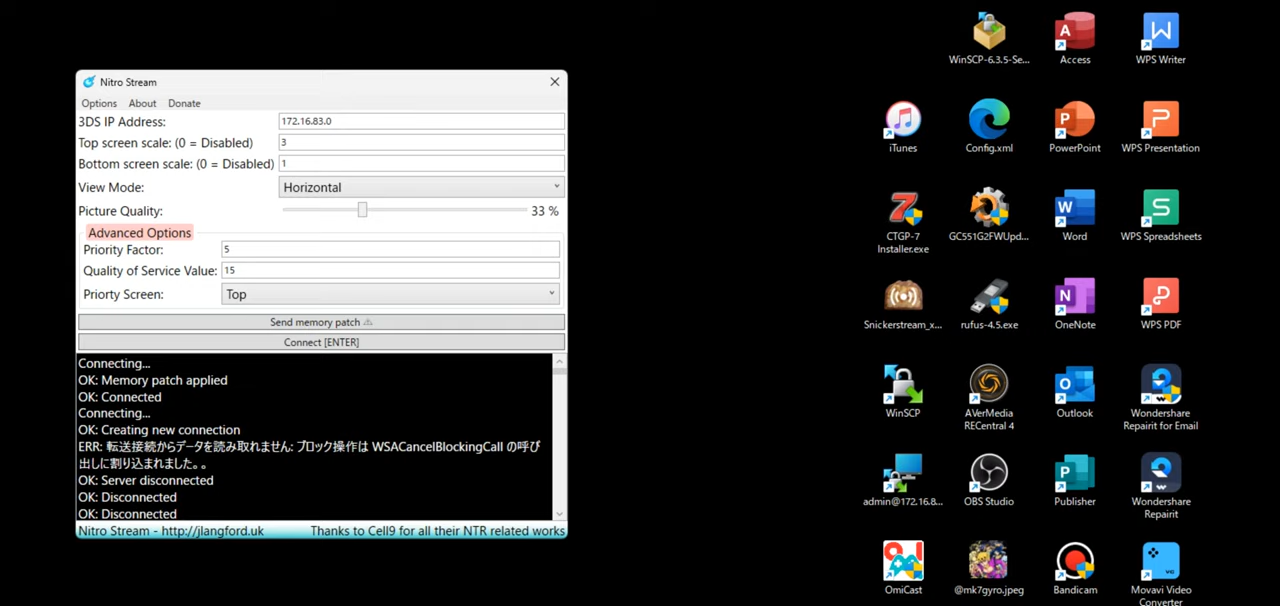 Nitro Stream
Options About Donate
3DS IP Address: 172.16.83.0
Top screen scale: (0 = Disabled) 3
Bottom screen scale: (0 = Disabled) 1
View Mode: Horizontal
Picture Quality: 33 %
Advanced Options
Priority Factor: 5
Quality of Service Value: 15
Priorty Screen: Top
Send memory patch ⚠
Connect [ENTER]
Connecting...
OK: Memory patch applied
OK: Connected
Connecting...
OK: Creating new connection
ERR: 転送接続からデータを読み取れません: ブロック操作は WSACancelBlockingCall の呼び
出しに割り込まれました。。
OK: Server disconnected
OK: Disconnected
OK: Disconnected
Nitro Stream - http://jlangford.uk Thanks to Cell9 for all their NTR related works
WinSCP-6.3.5-Se... Access WPS Writer
iTunes Config.xml PowerPoint WPS Presentation
CTGP-7
Installer.exe
GC551G2FWUpd... Word WPS Spreadsheets
Snickerstream_x... rufus-4.5.exe OneNote WPS PDF
WinSCP
AVerMedia
RECentral 4
Outlook
Wondershare
Repairit for Email
admin@172.16.8... OBS Studio Publisher
Wondershare
Repairit
OmiCast @mk7gyro.jpeg Bandicam
Movavi Video
Converter